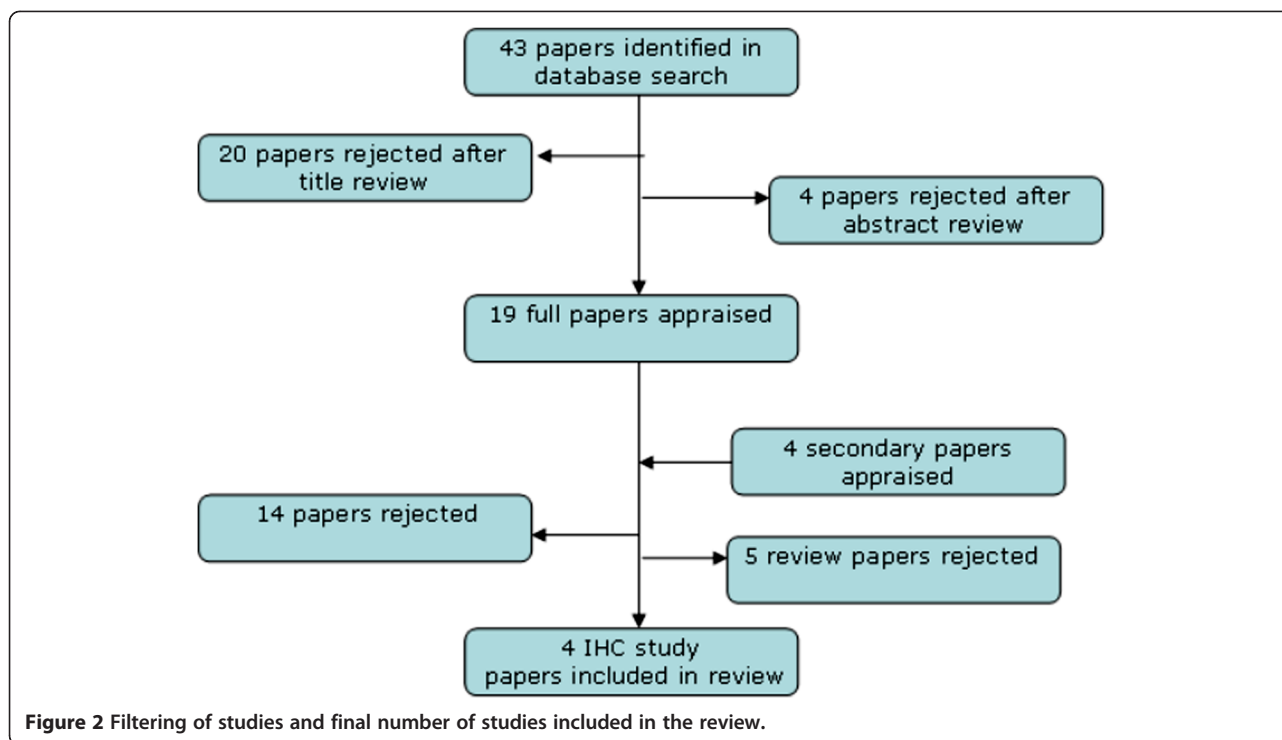 43 papers identified in
database search
20 papers rejected after
title review
4 papers rejected after
abstract review
19 full papers appraised
4 secondary papers
appraised
14 papers rejected
5 review papers rejected
4 IHC study
papers included in review
Figure 2 Filtering of studies and final number of studies included in the review.